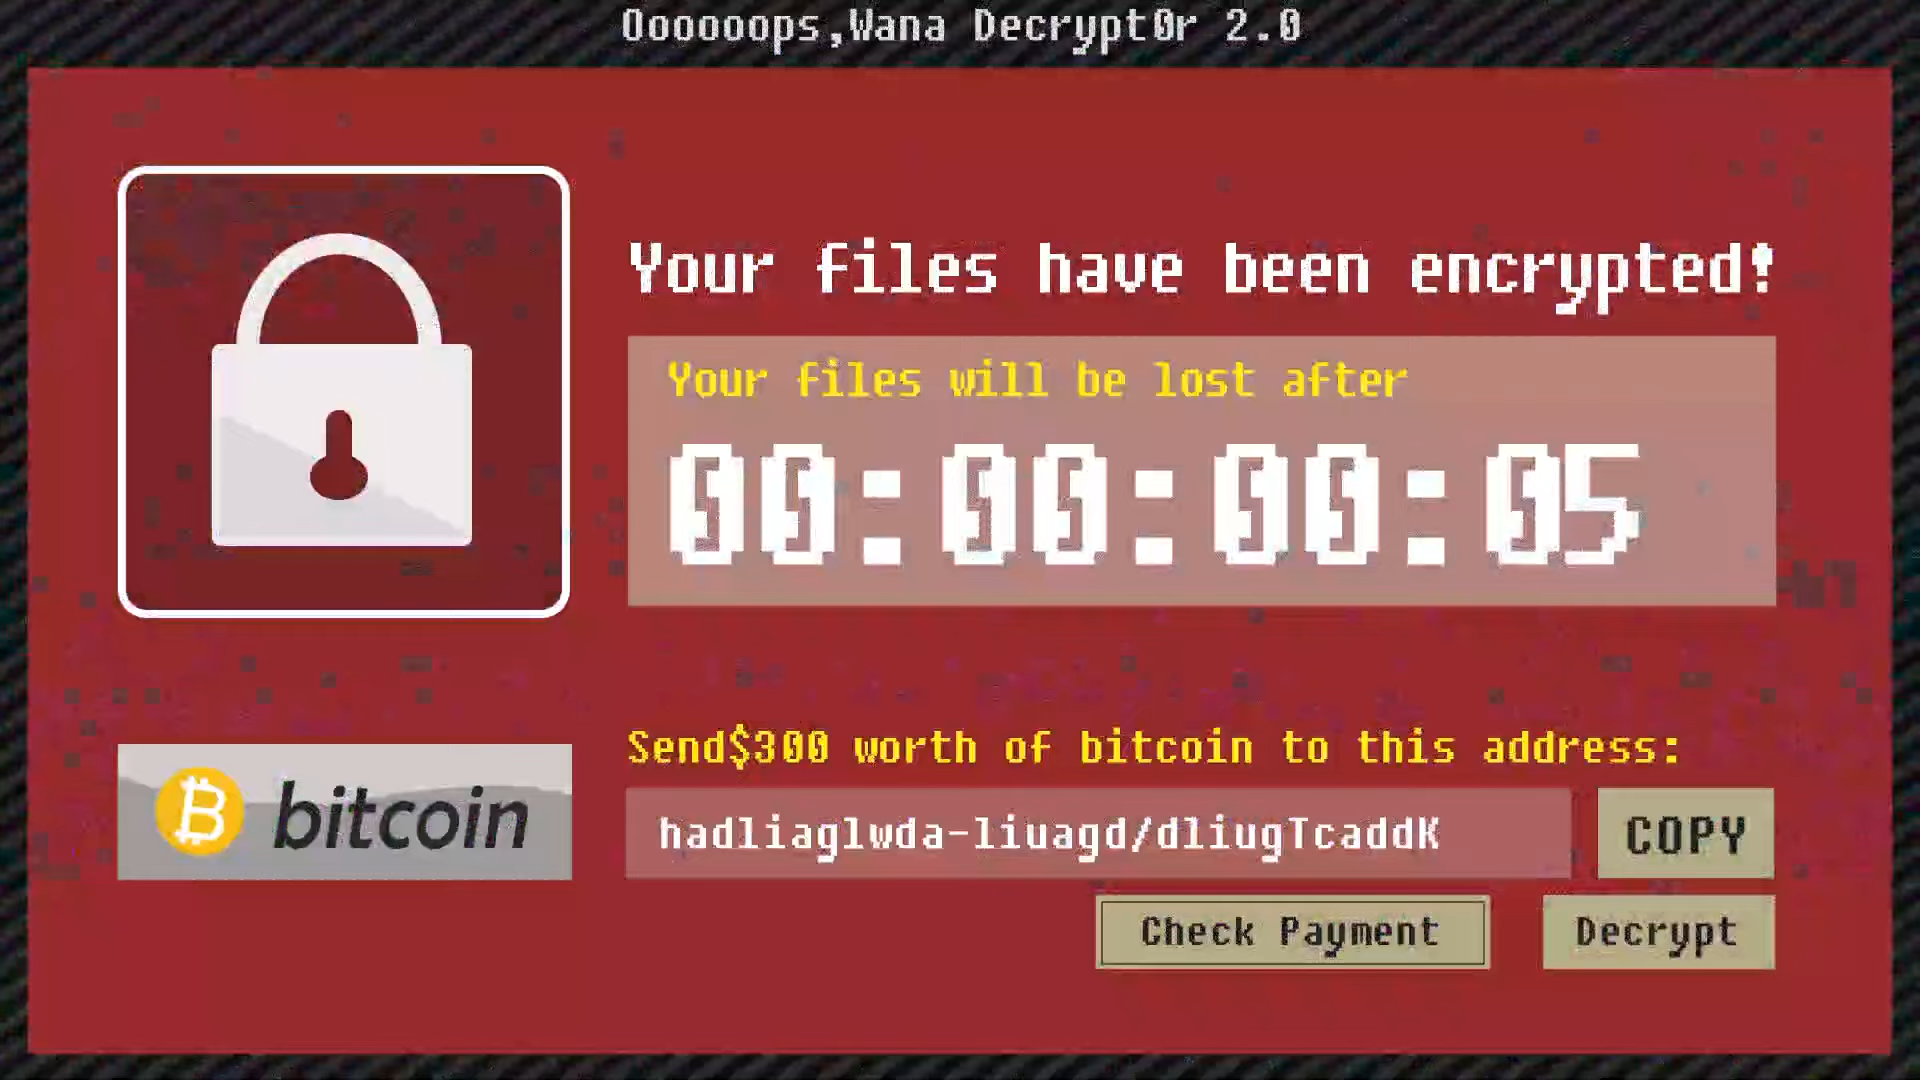 Oooooops,Wana Decrypt0r 2.0
Your files have been encrypted!
Your files will be lost after
00:00:00:05
Send$300 worth of bitcoin to this address:
bitcoin
hadliaglwda-liuagd/dliugTcaddK
COPY
Check Payment
Decrypt